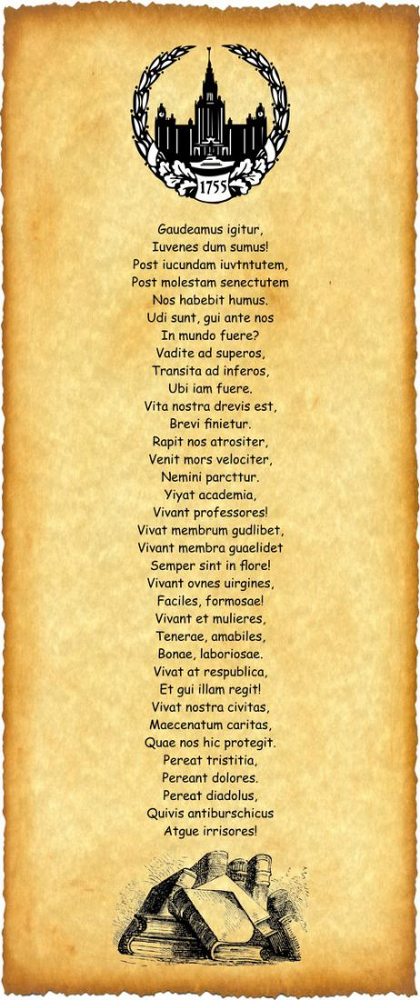 1755
Gaudeamus igitur,
Iuvenes dum sumus!
Post iucundam iuvtntutem,
Post molestam senectutem
Nos habebit humus.
Udi sunt, gui ante nos
In mundo fuere?
Vadite ad superos,
Transita ad inferos,
Ubi iam fuere.
Vita nostra drevis est,
Brevi finietur.
Rapit nos atrositer,
Venit mors velociter,
Nemini parcttur.
Yiyat academia,
Vivant professores!
Vivat membrum gudlibet,
Vivant membra guaelidet
Semper sint in flore!
Vivant ovnes uirgines,
Faciles, formosae!
Vivant et mulieres,
Tenerae, amabiles,
Bonae, laboriosae.
Vivat at respublica,
Et gui illam regit!
Vivat nostra civitas,
Maecenatum caritas,
Quae nos hic protegit.
Pereat tristitia,
Pereant dolores.
Pereat diadolus,
Quivis antiburschicus
Atgue irrisores!